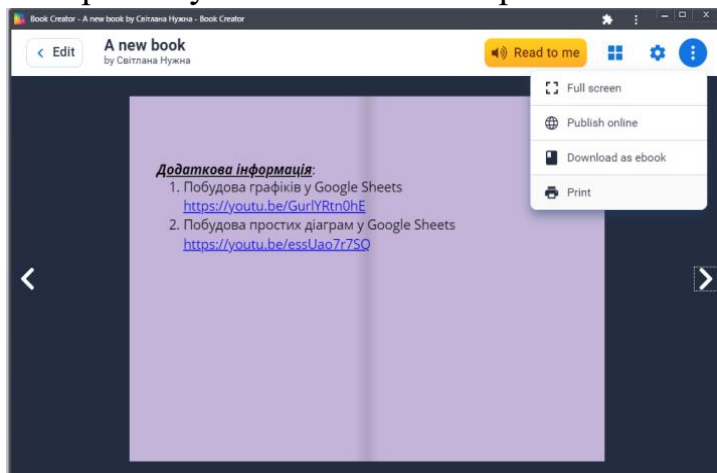 Book Creator - A new book by Світлана Нужна - Book Creator
Edit
A new book
by Світлана Нужна
Read to me
Full screen
Publish online
Download as ebook
Print
Додаткова інформація:
1. Побудова графіків у Google Sheets
https://youtu.be/GurlYRtn0hE
2. Побудова простих діаграм у Google Sheets
https://youtu.be/essUao7r7SQ